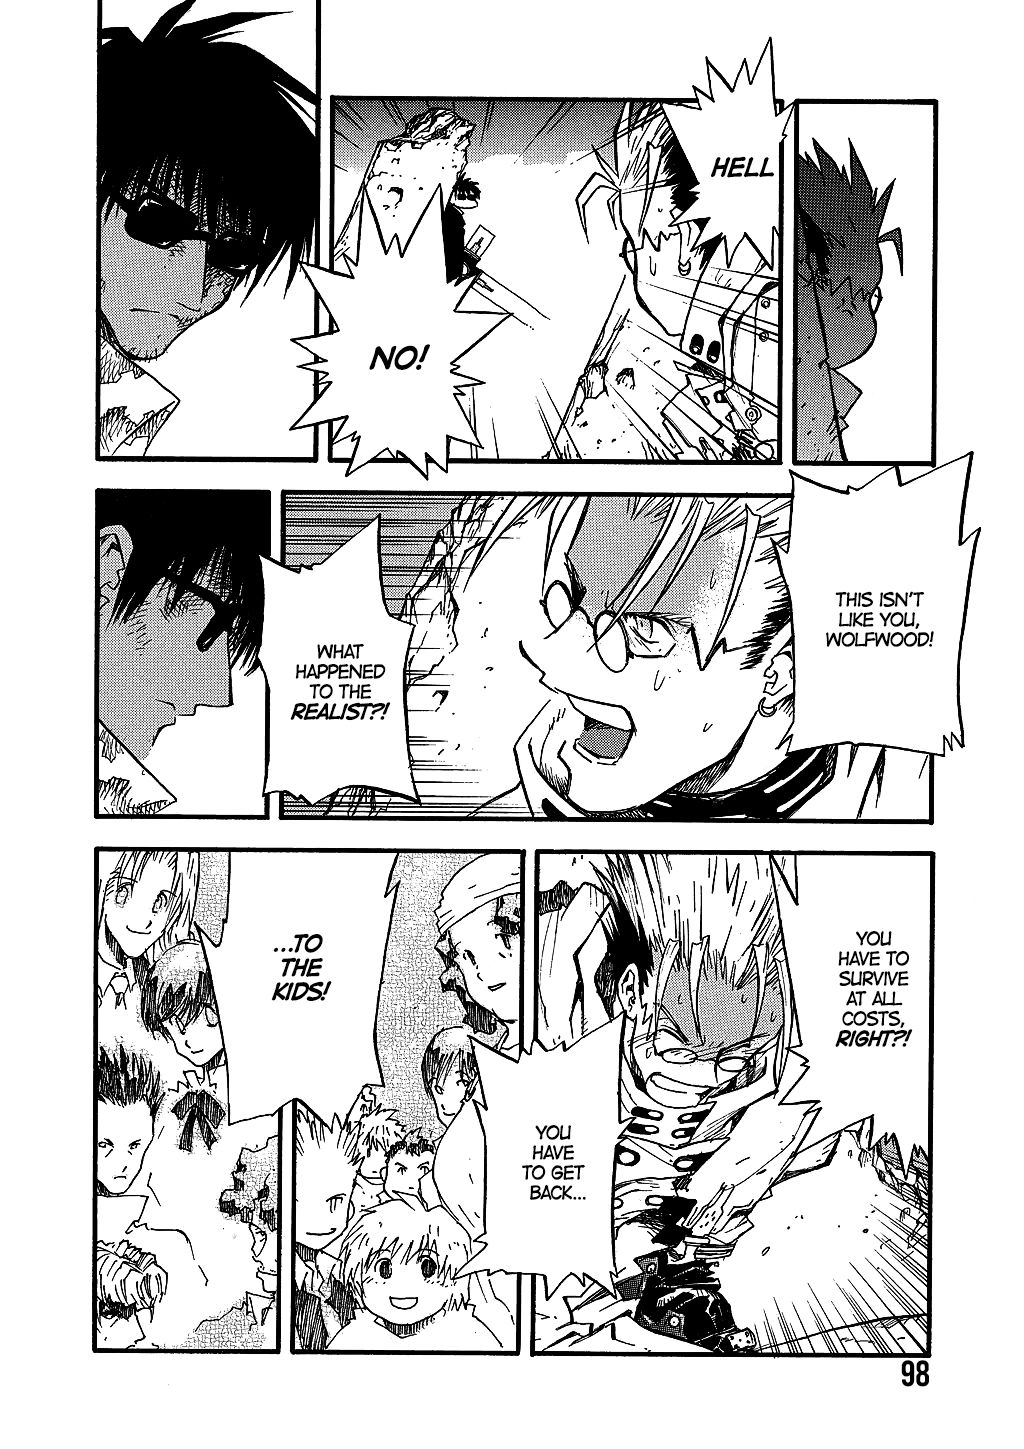 HELL
NO!
THIS ISN'T
LIKE YOU,
WOLFWOOD!
WHAT
HAPPENED
TO THE
REALIST?!
YOU
HAVE TO
SURVIVE
AT ALL
COSTS,
RIGHT?!
YOU
HAVE
TO GET
BACK...
...TO
THE
KIDS!
98